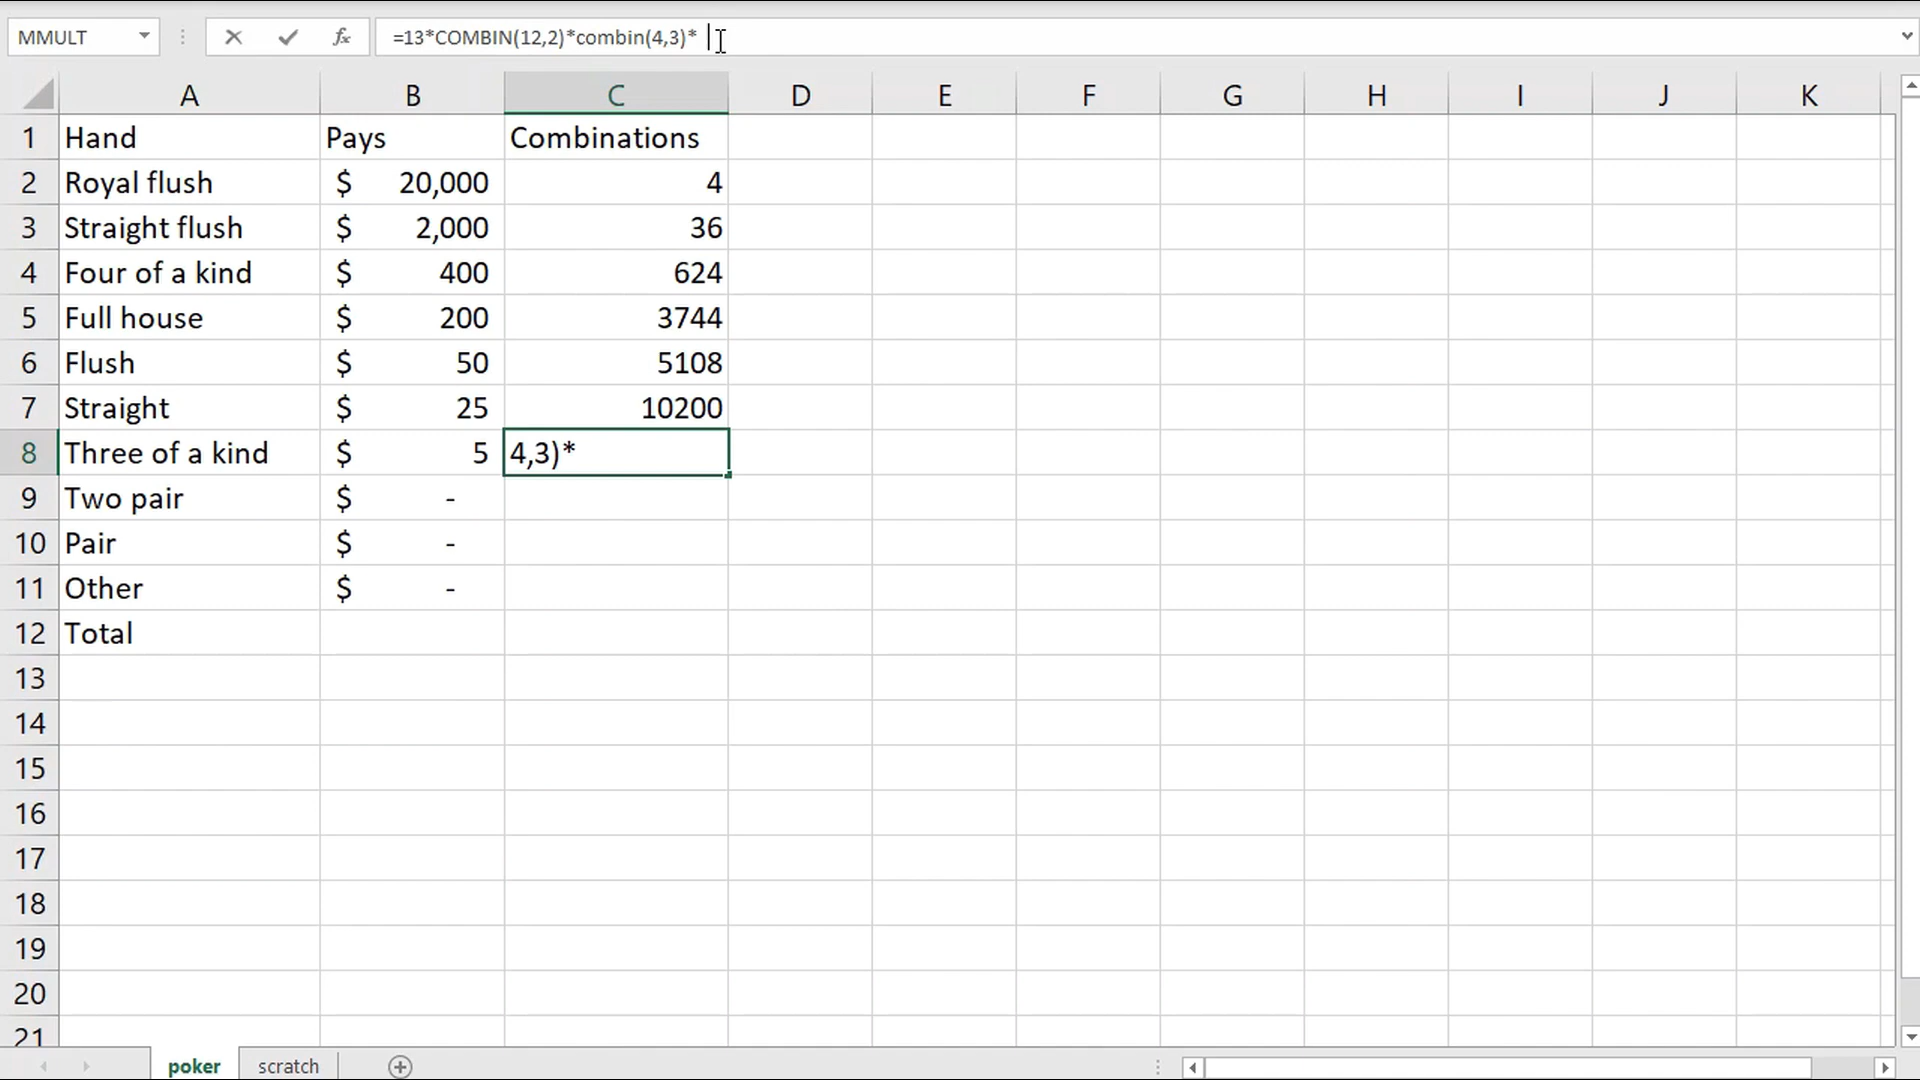 MMULT fx =13*COMBIN(12,2)*combin(4,3)*
A B C D E F G H I J K
1 Hand Pays Combinations
2 Royal flush $ 20,000 4
3 Straight flush $ 2,000 36
4 Four of a kind $ 400 624
5 Full house $ 200 3744
6 Flush $ 50 5108
7 Straight $ 25 10200
8 Three of a kind $ 5 4,3)*
9 Two pair $ -
10 Pair $ -
11 Other $ -
12 Total
13
14
15
16
17
18
19
20
21
poker scratch